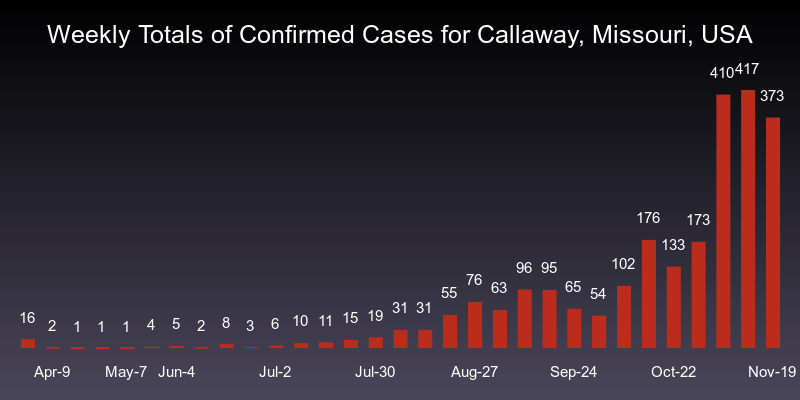 Weekly Totals of Confirmed Cases for Callaway, Missouri, USA
16 2 1 1 1 4 5 2 8 3 6 10 11 15 19 31 31 55 76 63 96 95 65 54 102 176 133 173 410 417 373
Apr-9 May-7 Jun-4 Jul-2 Jul-30 Aug-27 Sep-24 Oct-22 Nov-19